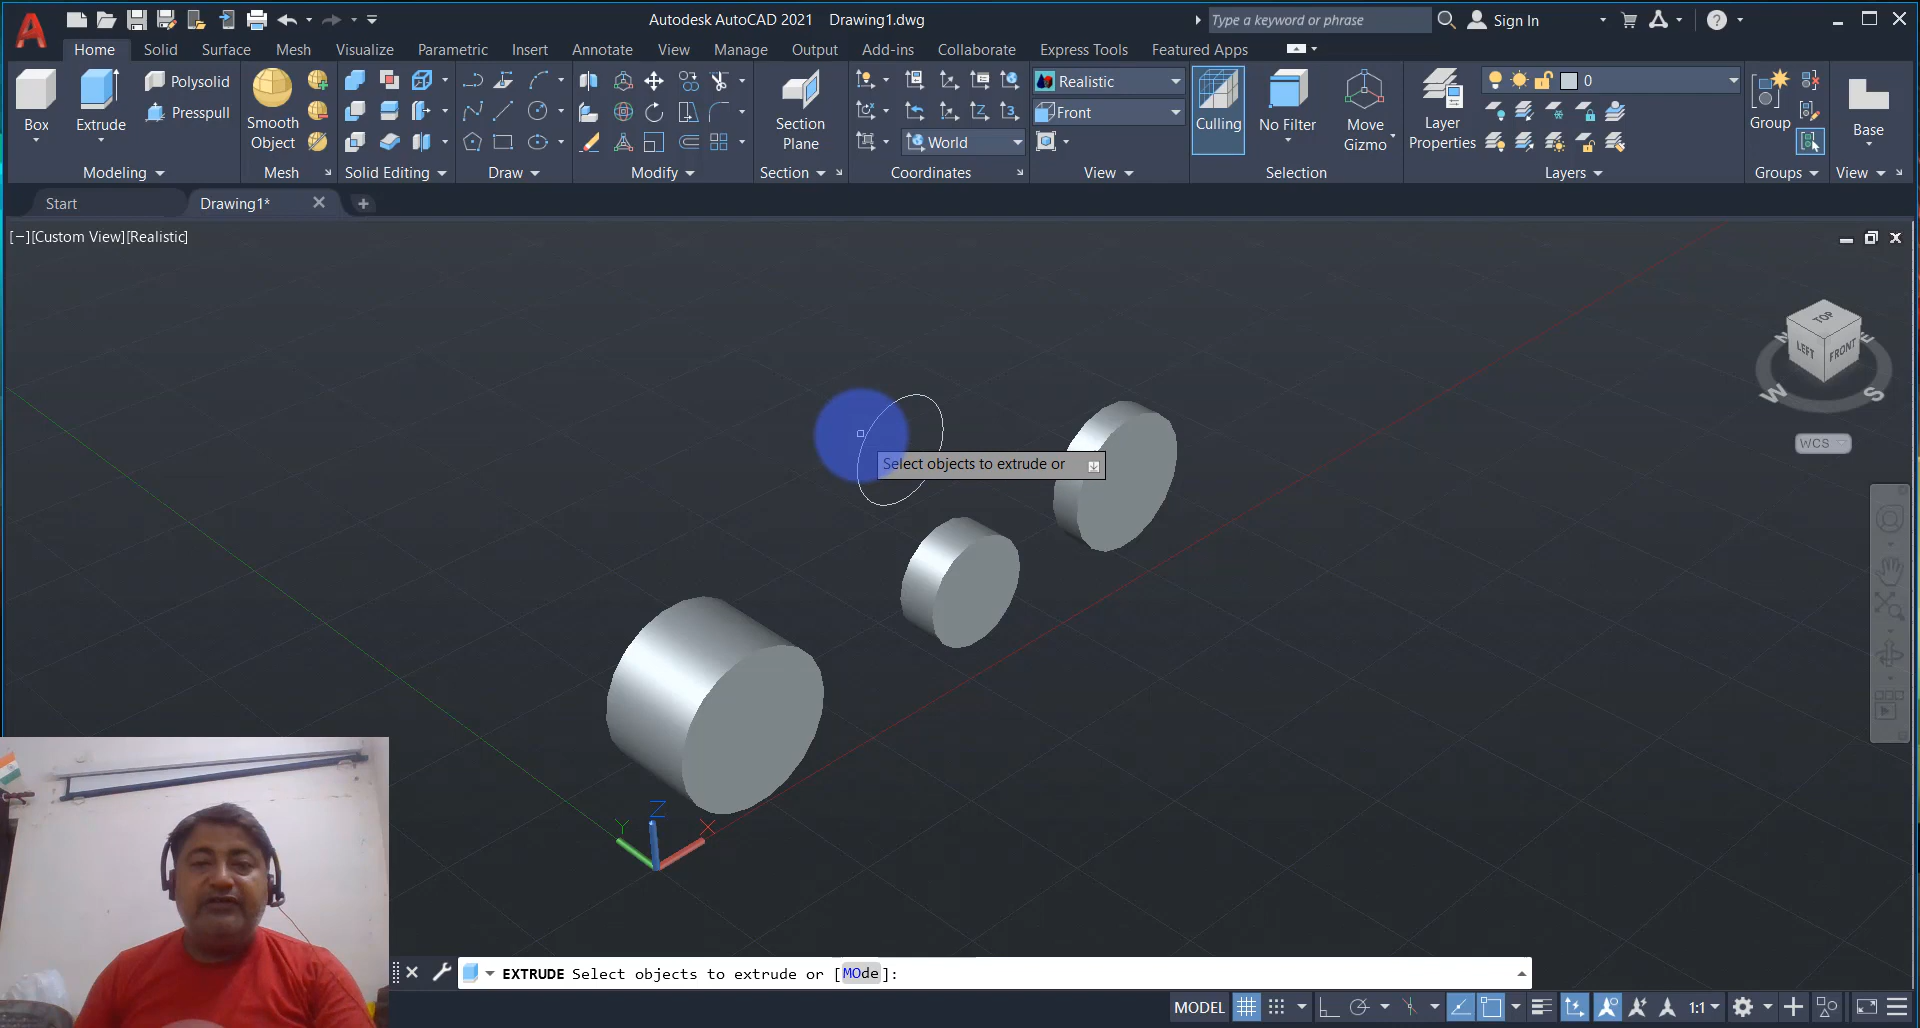 Autodesk AutoCAD 2021 Drawing1.dwg
Type a keyword or phrase
Sign In
Home Solid Surface Mesh Visualize Parametric Insert Annotate View Manage Output Add-ins Collaborate Express Tools Featured Apps
Box
Extrude
Polysolid
Presspull
Modeling
Smooth
Object
Mesh
Solid Editing
Draw
Modify
Section
Plane
Section
World
Coordinates
Realistic
Front
View
Culling
No Filter
Move
Gizmo
Selection
Layer
Properties
0
Layers
Group
Groups
Base
View
Start
Drawing1*
[−][Custom View][Realistic]
TOP
LEFT
FRONT
N
E
W
S
WCS
Select objects to extrude or
Z
Y
X
EXTRUDE Select objects to extrude or [MOde]:
MODEL
1:1